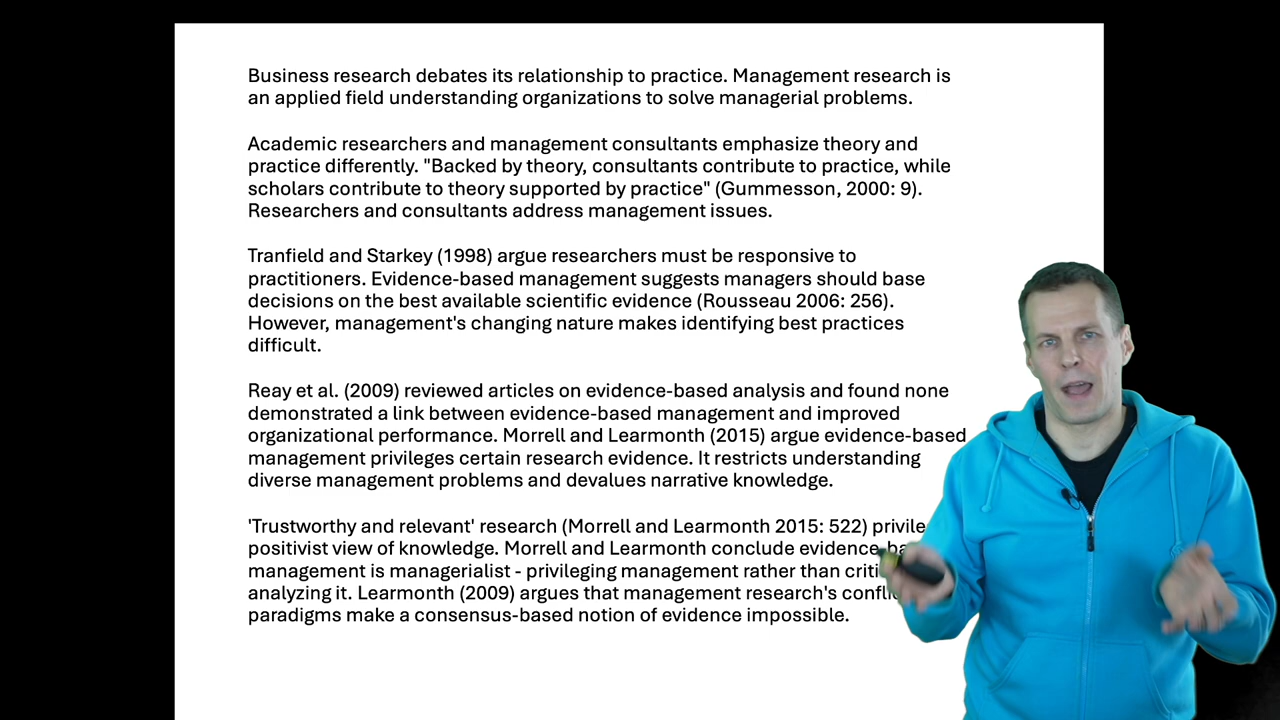 Business research debates its relationship to practice. Management research is
an applied field understanding organizations to solve managerial problems.
Academic researchers and management consultants emphasize theory and
practice differently. "Backed by theory, consultants contribute to practice, while
scholars contribute to theory supported by practice" (Gummesson, 2000: 9).
Researchers and consultants address management issues.
Tranfield and Starkey (1998) argue researchers must be responsive to
practitioners. Evidence-based management suggests managers should base
decisions on the best available scientific evidence (Rousseau 2006: 256).
However, management's changing nature makes identifying best practices
difficult.
Reay et al. (2009) reviewed articles on evidence-based analysis and found none
demonstrated a link between evidence-based management and improved
organizational performance. Morrell and Learmonth (2015) argue evidence-based
management privileges certain research evidence. It restricts understanding
diverse management problems and devalues narrative knowledge.
'Trustworthy and relevant' research (Morrell and Learmonth 2015: 522)
positivist view of knowledge. Morrell and Learmonth conclude
management is managerialist - privileging management rather than
analyzing it. Learmonth (2009) argues that management research's
paradigms make a consensus-based notion of evidence impossible.